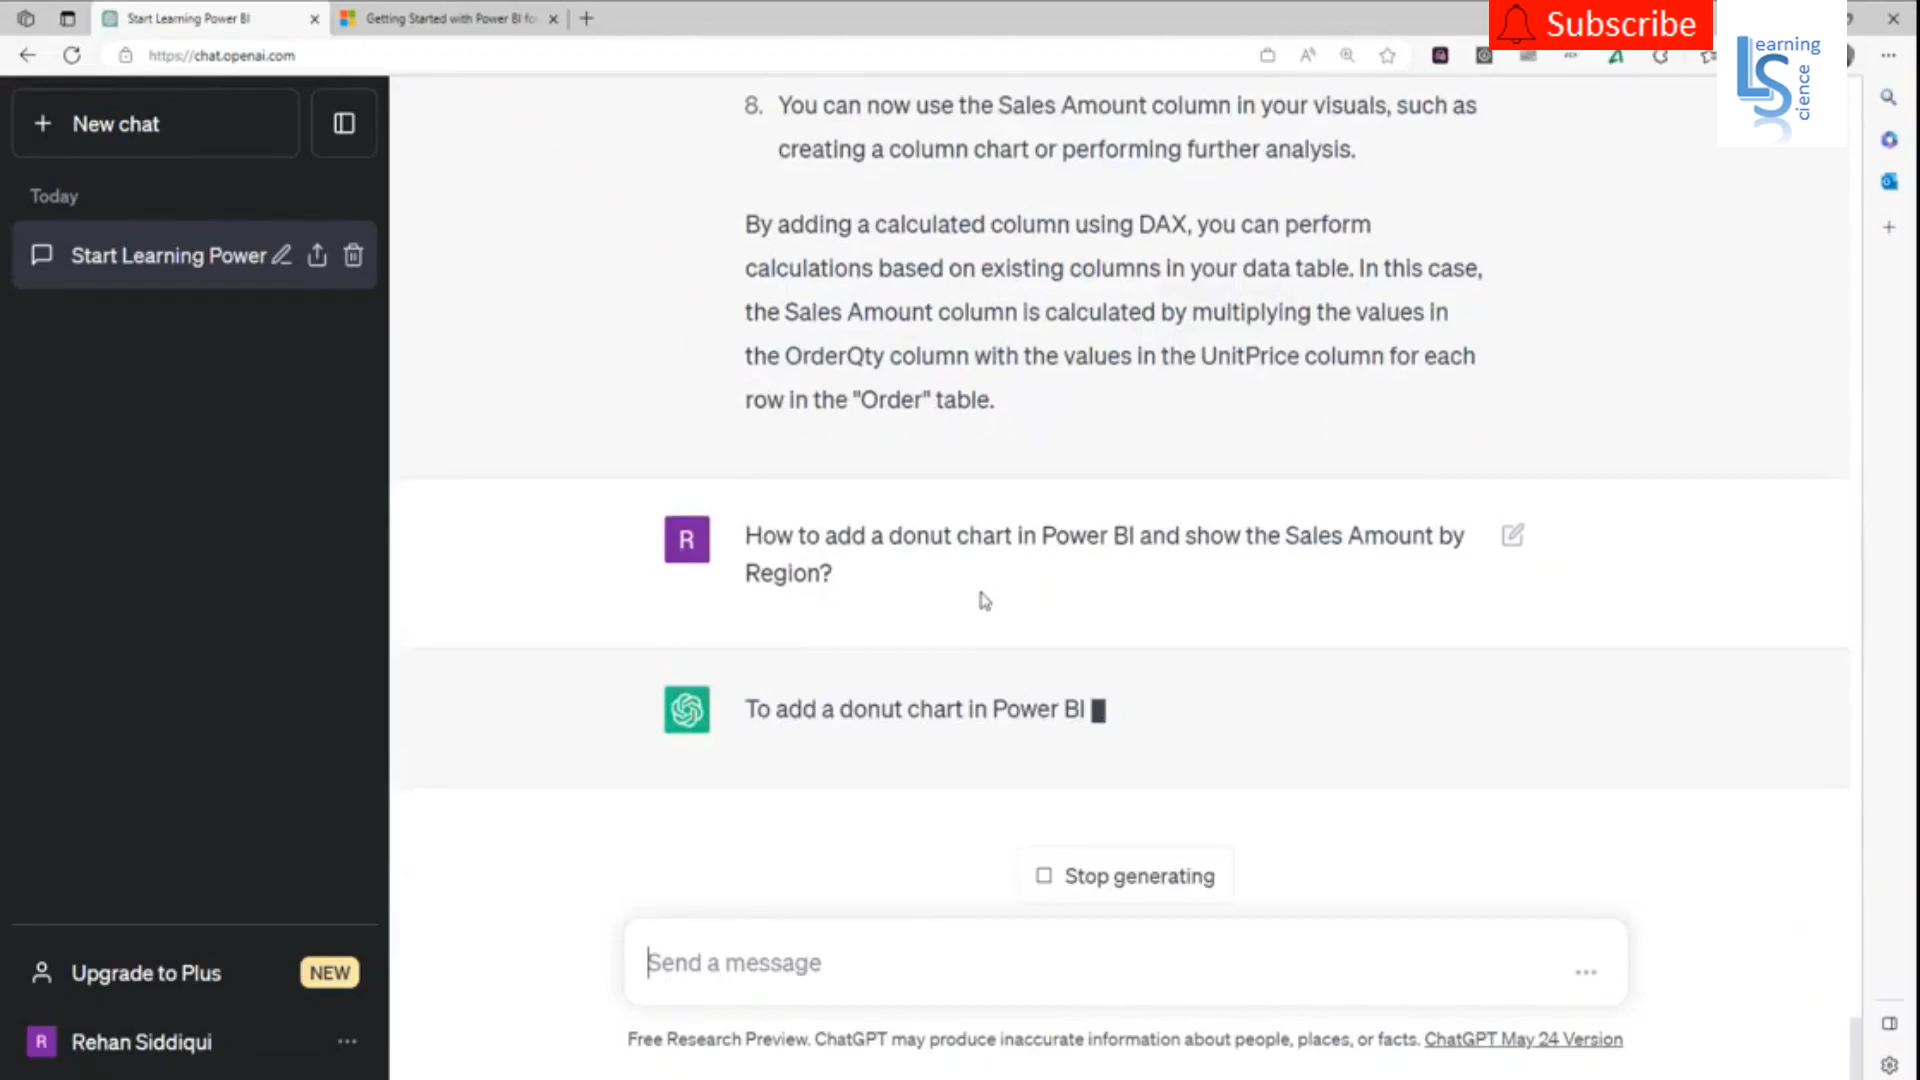 Start Learning Power BI
Getting Started with Power BI fo
Subscribe
https://chat.openai.com
Learning
Science
New chat
Today
Start Learning Power
8. You can now use the Sales Amount column in your visuals, such as
creating a column chart or performing further analysis.
By adding a calculated column using DAX, you can perform
calculations based on existing columns in your data table. In this case,
the Sales Amount column is calculated by multiplying the values in
the OrderQty column with the values in the UnitPrice column for each
row in the "Order" table.
R
How to add a donut chart in Power BI and show the Sales Amount by
Region?
To add a donut chart in Power BI
Stop generating
Send a message
Upgrade to Plus
NEW
R
Rehan Siddiqui
Free Research Preview. ChatGPT may produce inaccurate information about people, places, or facts. ChatGPT May 24 Version